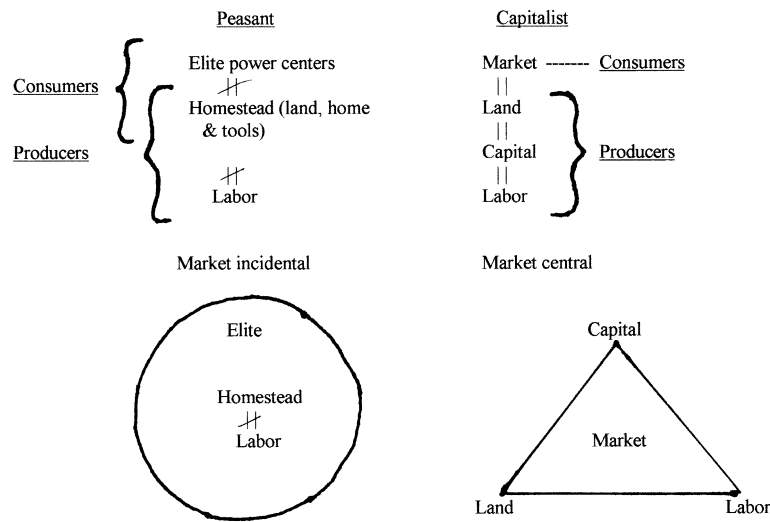 Peasant
Capitalist
Elite power centers
Market ------- Consumers
Consumers
Homestead (land, home
& tools)
Land
Producers
Capital
Producers
Labor
Labor
Market incidental
Market central
Elite
Capital
Homestead
Labor
Market
Land
Labor